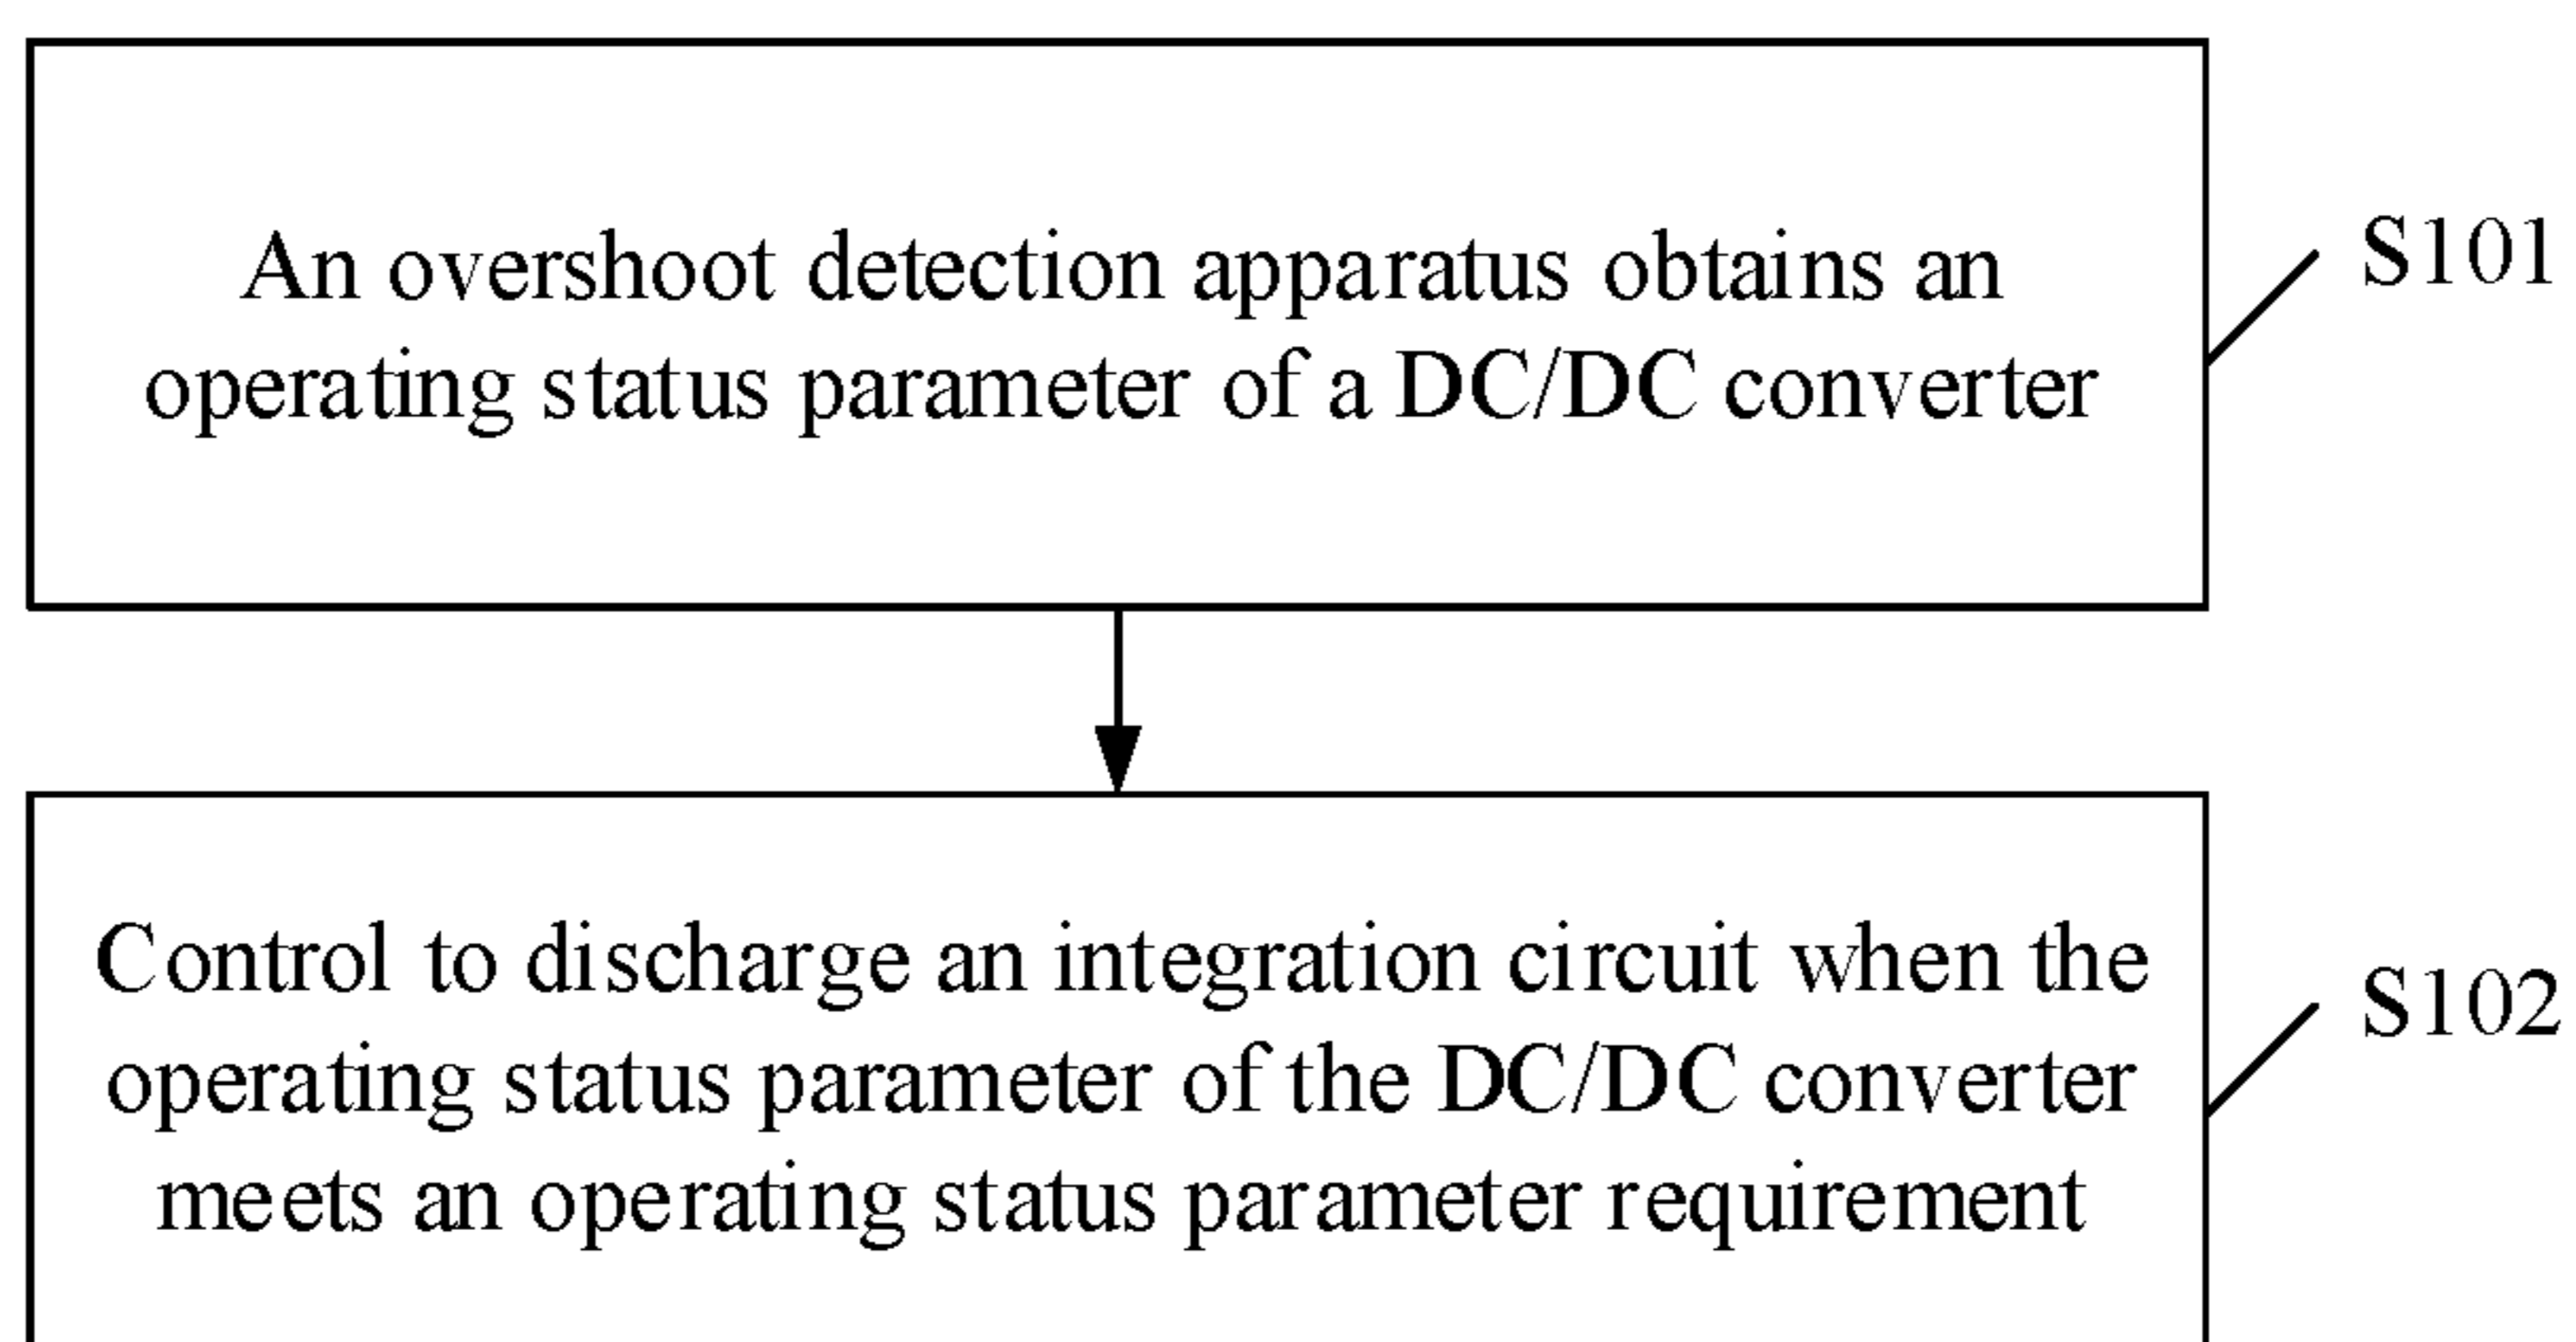 An overshoot detection apparatus obtains an
operating status parameter of a DC/DC converter
S101
Control to discharge an integration circuit when the
operating status parameter of the DC/DC converter
meets an operating status parameter requirement
S102